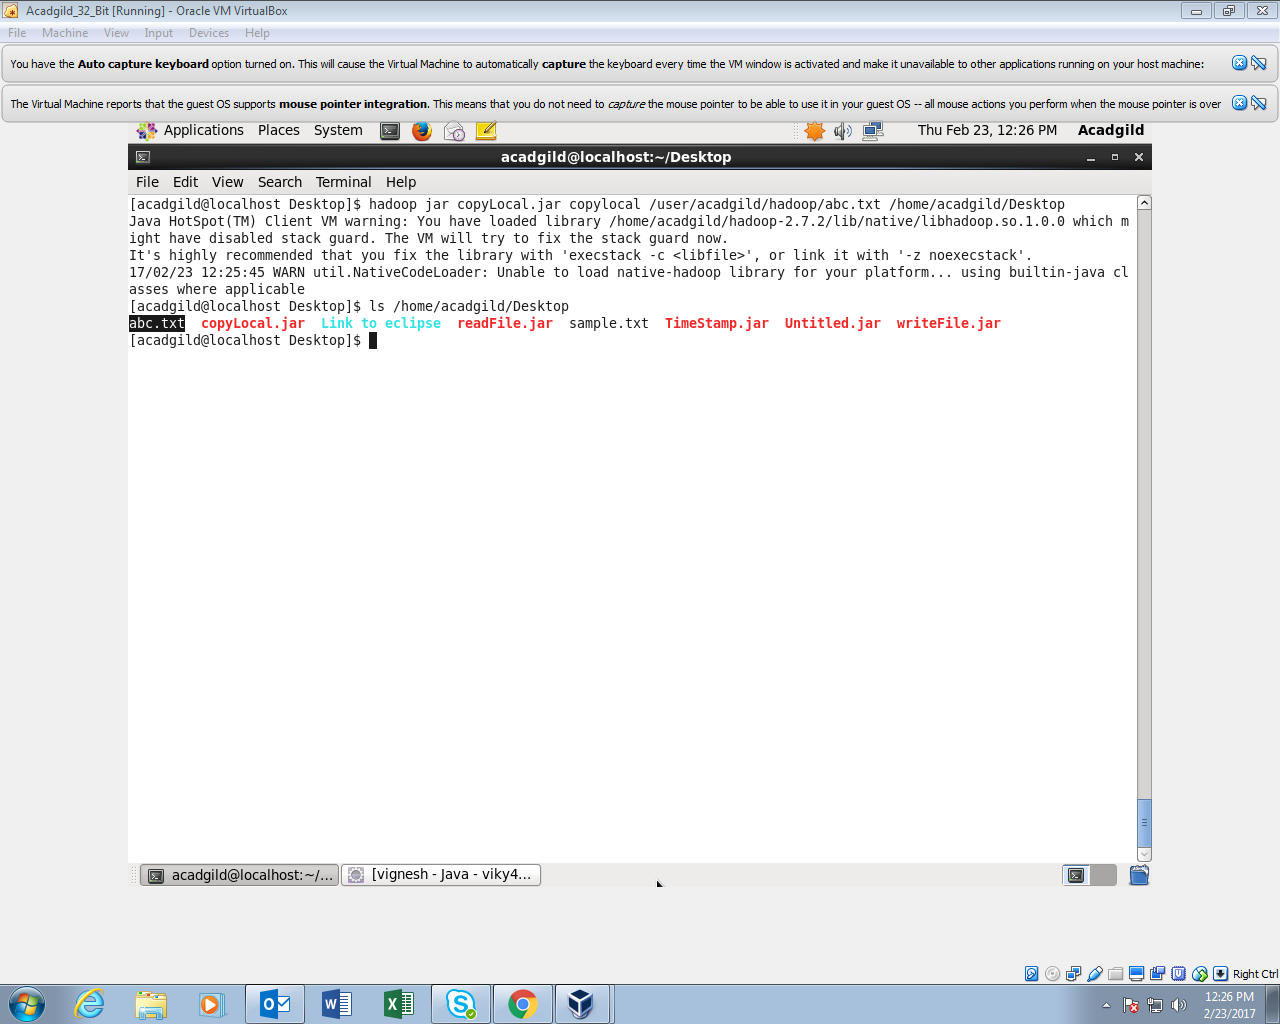 Acadgild_32_Bit [Running] - Oracle VM VirtualBox
File Machine View Input Devices Help
You have the Auto capture keyboard option turned on. This will cause the Virtual Machine to automatically capture the keyboard every time the VM window is activated and make it unavailable to other applications running on your host machine:
The Virtual Machine reports that the guest OS supports mouse pointer integration. This means that you do not need to capture the mouse pointer to be able to use it in your guest OS -- all mouse actions you perform when the mouse pointer is over
Applications Places System Thu Feb 23, 12:26 PM Acadgild
acadgild@localhost:~/Desktop
File Edit View Search Terminal Help
[acadgild@localhost Desktop]$ hadoop jar copyLocal.jar copylocal /user/acadgild/hadoop/abc.txt /home/acadgild/Desktop
Java HotSpot(TM) Client VM warning: You have loaded library /home/acadgild/hadoop-2.7.2/lib/native/libhadoop.so.1.0.0 which m
ight have disabled stack guard. The VM will try to fix the stack guard now.
It's highly recommended that you fix the library with 'execstack -c <libfile>', or link it with '-z noexecstack'.
17/02/23 12:25:45 WARN util.NativeCodeLoader: Unable to load native-hadoop library for your platform... using builtin-java cl
asses where applicable
[acadgild@localhost Desktop]$ ls /home/acadgild/Desktop
abc.txt copyLocal.jar Link to eclipse readFile.jar sample.txt TimeStamp.jar Untitled.jar writeFile.jar
[acadgild@localhost Desktop]$
acadgild@localhost:~/... [vignesh - Java - viky4...
Right Ctrl
12:26 PM
2/23/2017